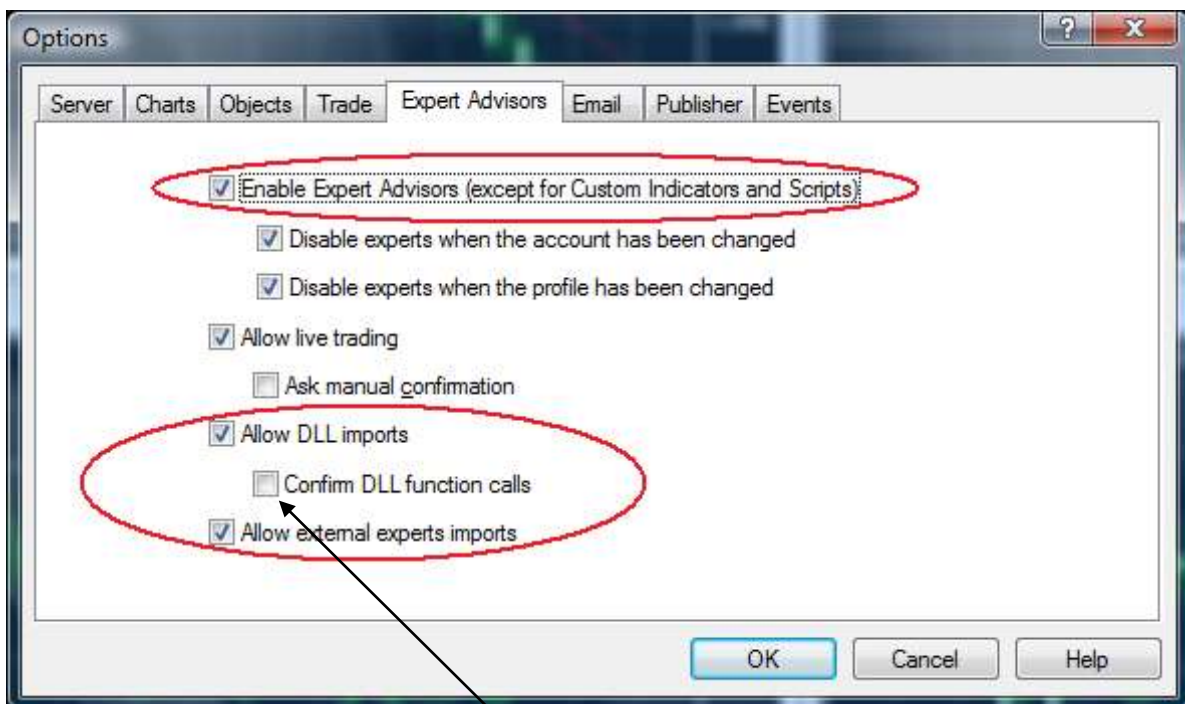 Options
Server Charts Objects Trade Expert Advisors Email Publisher Events
Enable Expert Advisors (except for Custom Indicators and Scripts)
Disable experts when the account has been changed
Disable experts when the profile has been changed
Allow live trading
Ask manual confirmation
Allow DLL imports
Confirm DLL function calls
Allow external experts imports
OK Cancel Help